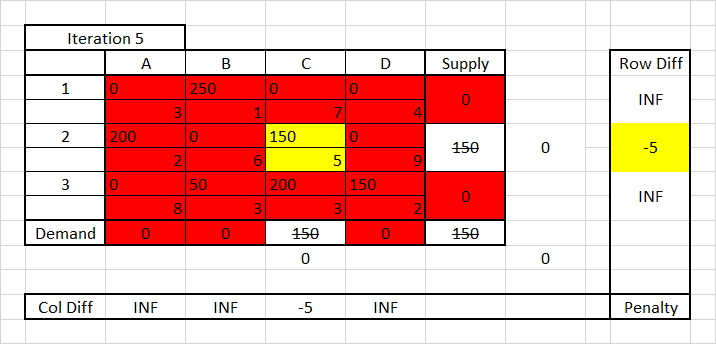 Iteration 5
A B C D Supply Row Diff
1 0 250 0 0 0 INF
3 1 7 4
2 200 0 150 0 150 0 -5
2 6 5 9
3 0 50 200 150 0 INF
8 3 3 2
Demand 0 0 150 0 150
0 0
Col Diff INF INF -5 INF Penalty